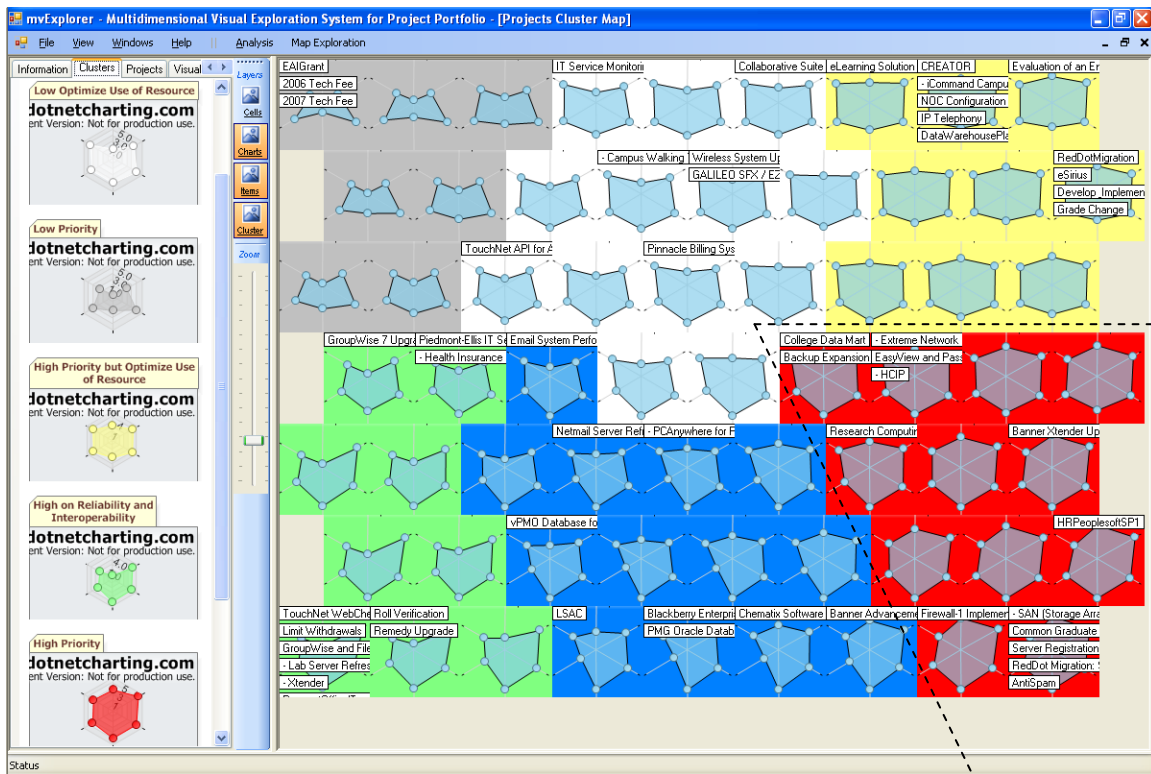 mvExplorer - Multidimensional Visual Exploration System for Project Portfolio - [Projects Cluster Map]
File View Windows Help Analysis Map Exploration
Information Clusters Projects Visual
Low Optimize Use of Resource
dotnetcharting.com
ent Version: Not for production use.
5.0
Low Priority
dotnetcharting.com
ent Version: Not for production use.
5.0
High Priority but Optimize Use
of Resource
dotnetcharting.com
ent Version: Not for production use.
High on Reliability and
Interoperability
dotnetcharting.com
ent Version: Not for production use.
4.0
High Priority
dotnetcharting.com
ent Version: Not for production use.
Layers
Cells
Charts
Items
Cluster
Zoom
EAIGrant
2006 Tech Fee
2007 Tech Fee
IT Service Monitorii
Collaborative Suite
eLearning Solution
CREATOR
- iCommand Campu
NOC Configuration
IP Telephony
DataWarehousePla
Evaluation of an Er
- Campus Walking
Wireless System Up
GALILEO SFX / EZ
RedDotMigration
eSirius
Develop_Implemen
Grade Change
TouchNet API for A
Pinnacle Billing Sys
GroupWise 7 Upgra
Piedmont-Ellis IT Se
- Health Insurance
Email System Perfo
College Data Mart
Backup Expansion
- Extreme Network
EasyView and Pass
- HCIP
Netmail Server Refr
- PCAnywhere for F
Research Computin
Banner Xtender Up
vPMO Database fo
HRPeoplesoftSP1
TouchNet WebChe
Limit Withdrawals
GroupWise and File
- Lab Server Refres
- Xtender
Roll Verification
Remedy Upgrade
LSAC
Blackberry Enterpri
PMG Oracle Datab
Chematix Software
Banner Advanceme
Firewall-1 Implemen
- SAN (Storage Arra
Common Graduate
Server Registration
RedDot Migration: S
AntiSpam
Status